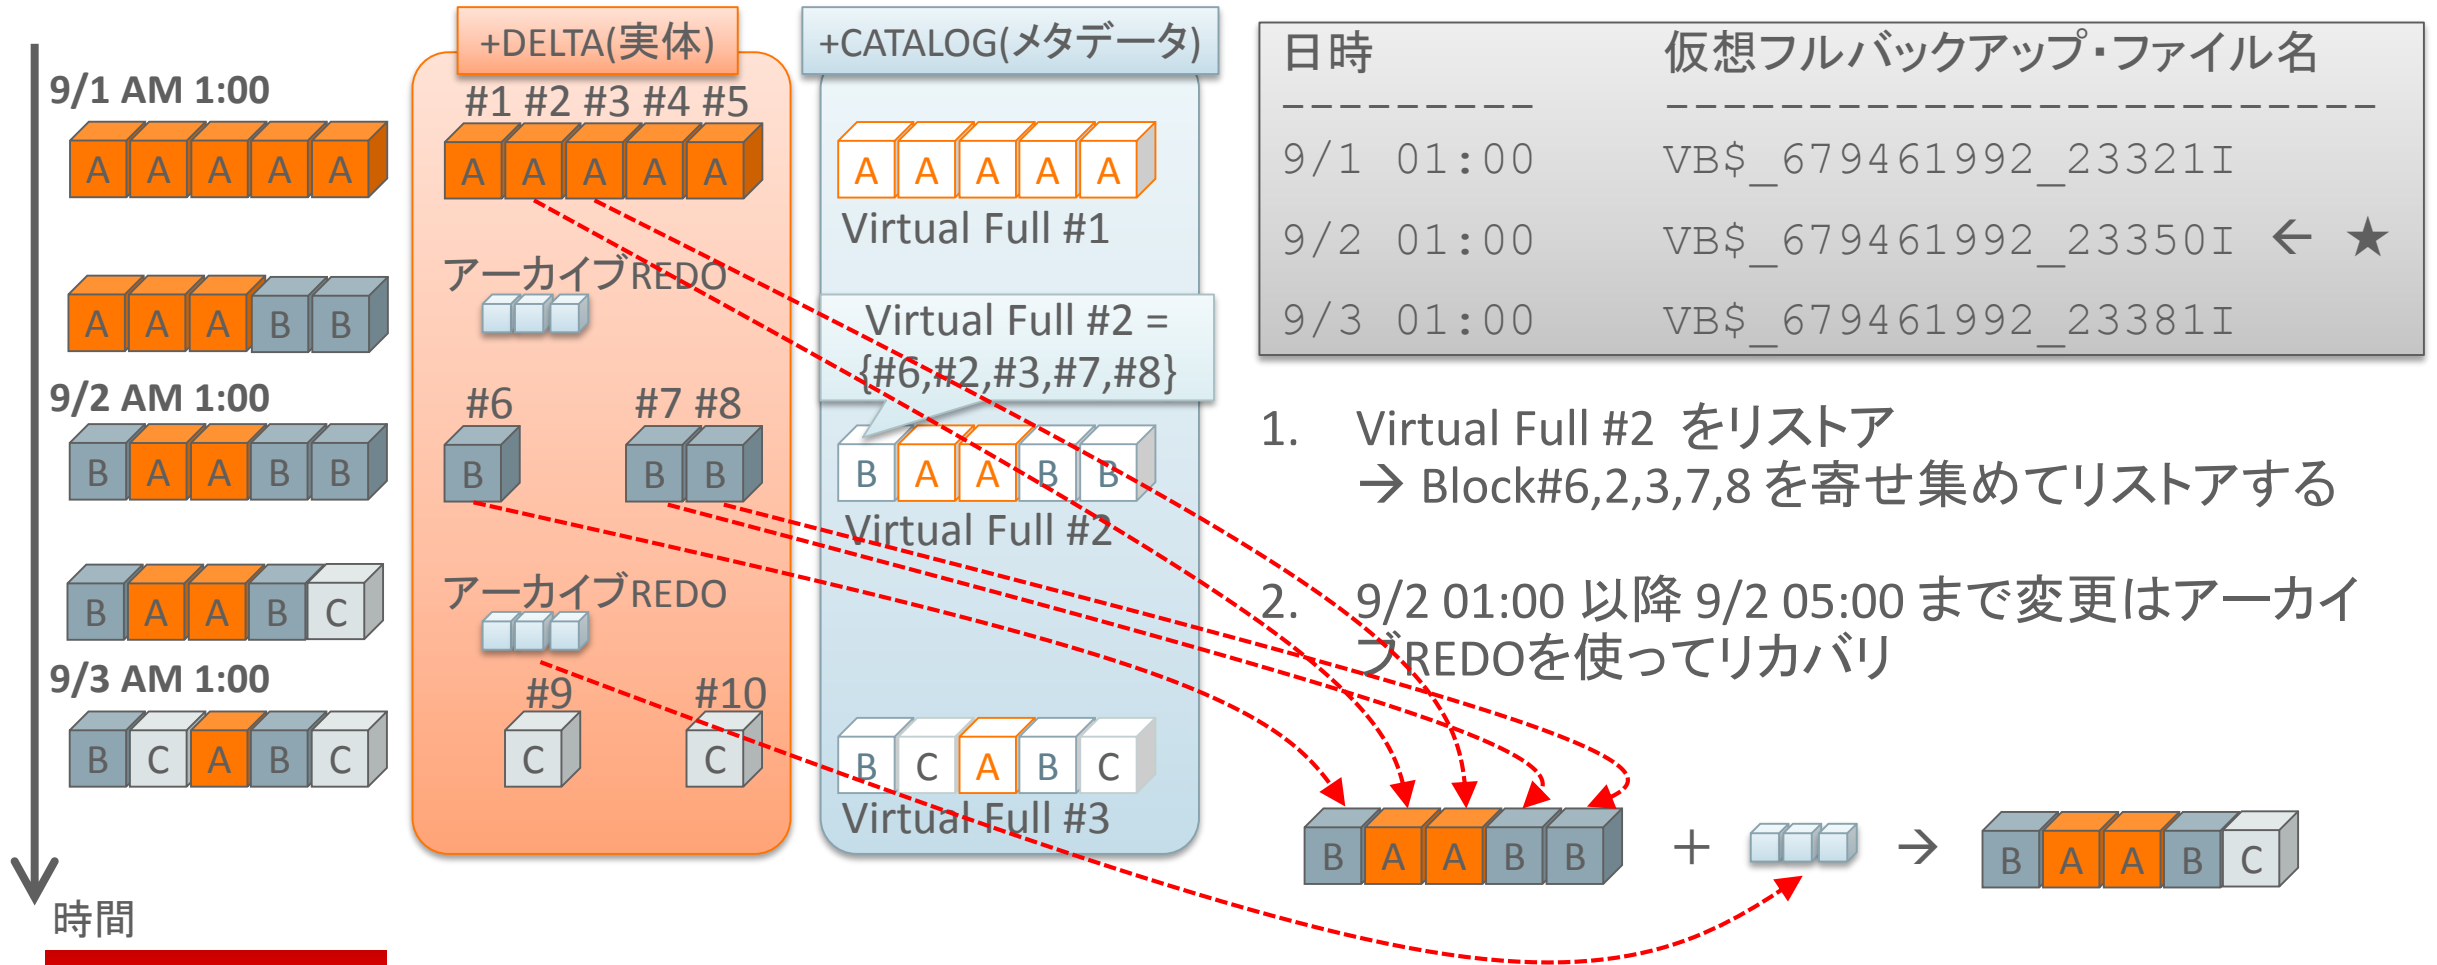 +DELTA(実体)
+CATALOG(メタデータ)
9/1 AM 1:00
#1 #2 #3 #4 #5
A A A A A
A A A A A
A A A A A
Virtual Full #1
アーカイブREDO
A A A B B
Virtual Full #2 =
{#6,#2,#3,#7,#8}
9/2 AM 1:00
#6 #7 #8
B A A B B
B B B
B A A B B
Virtual Full #2
アーカイブREDO
B A A B C
9/3 AM 1:00
#9 #10
B C A B C
C C
B C A B C
Virtual Full #3
時間
日時 仮想フルバックアップ・ファイル名
--------- -------------------------
9/1 01:00 VB$_679461992_23321I
9/2 01:00 VB$_679461992_23350I ← ★
9/3 01:00 VB$_679461992_23381I
1. Virtual Full #2 をリストア
→ Block#6,2,3,7,8 を寄せ集めてリストアする
2. 9/2 01:00 以降 9/2 05:00 まで変更はアーカイ
ブREDOを使ってリカバリ
B A A B B + → B A A B C